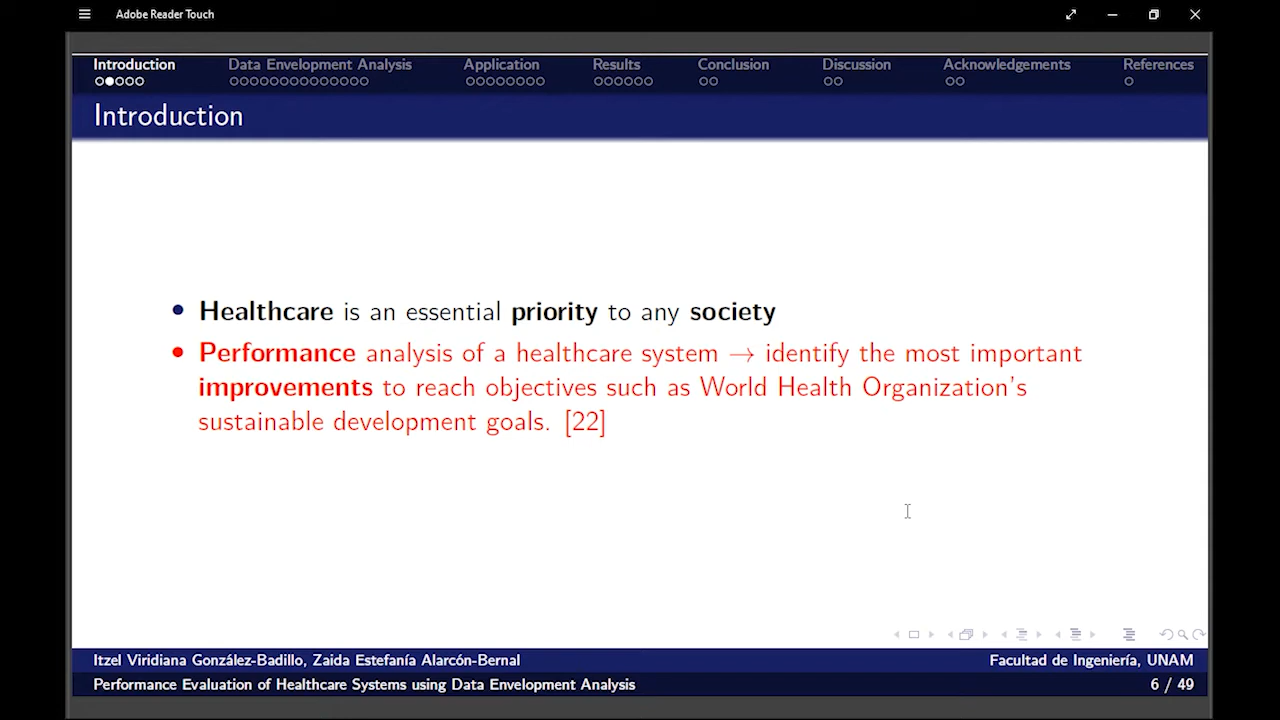 Adobe Reader Touch
Introduction Data Envelopment Analysis Application Results Conclusion Discussion Acknowledgements References
Introduction
Healthcare is an essential priority to any society
Performance analysis of a healthcare system → identify the most important
improvements to reach objectives such as World Health Organization's
sustainable development goals. [22]
Itzel Viridiana González-Badillo, Zaida Estefanía Alarcón-Bernal Facultad de Ingeniería, UNAM
Performance Evaluation of Healthcare Systems using Data Envelopment Analysis 6 / 49